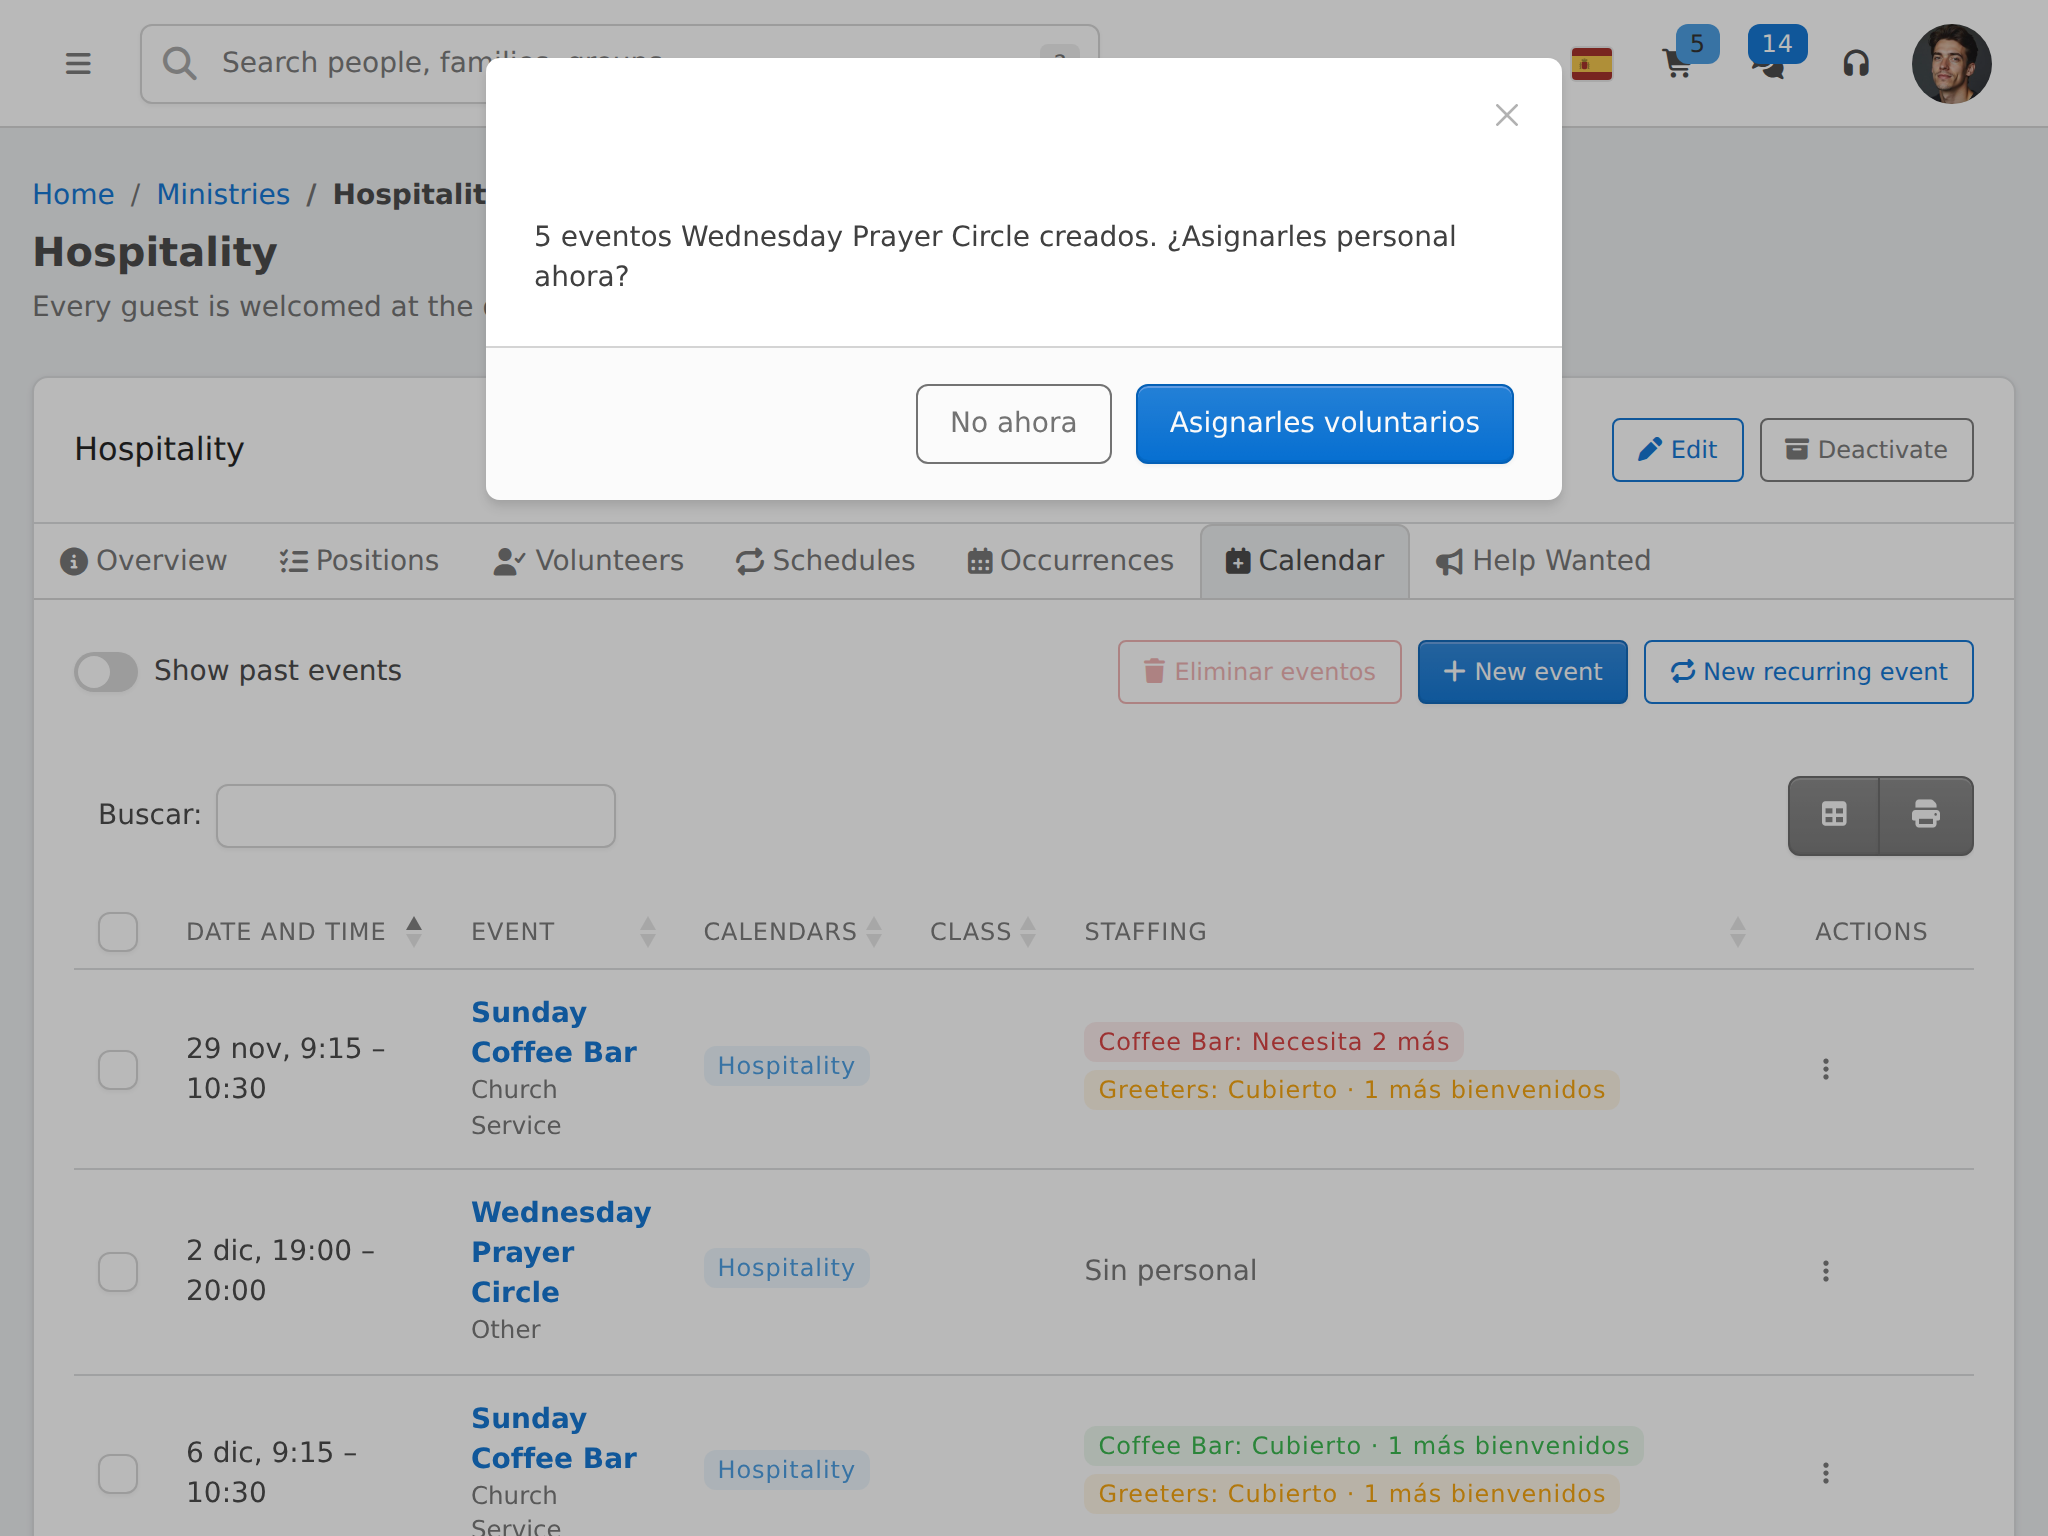 Search people, families, groups
5
14
Home / Ministries /
Hospitality
Every guest is welcomed at the
5 eventos Wednesday Prayer Circle creados. ¿Asignarles personal
ahora?
No ahora
Asignarles voluntarios
Hospitality
Edit
Deactivate
Overview
Positions
Volunteers
Schedules
Occurrences
Calendar
Help Wanted
Show past events
Eliminar eventos
New event
New recurring event
Buscar:
DATE AND TIME
EVENT
CALENDARS
CLASS
STAFFING
ACTIONS
29 nov, 9:15 –
10:30
Sunday
Coffee Bar
Church
Service
Hospitality
Coffee Bar: Necesita 2 más
Greeters: Cubierto · 1 más bienvenidos
2 dic, 19:00 –
20:00
Wednesday
Prayer
Circle
Other
Hospitality
Sin personal
6 dic, 9:15 –
10:30
Sunday
Coffee Bar
Church
Service
Hospitality
Coffee Bar: Cubierto · 1 más bienvenidos
Greeters: Cubierto · 1 más bienvenidos